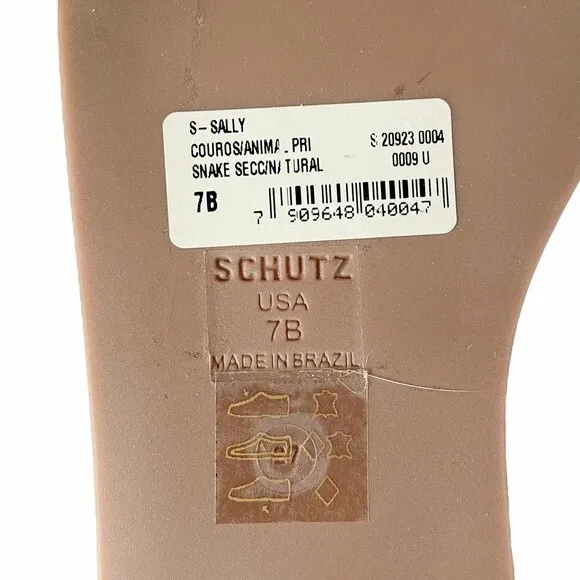 S-SALLY
COUROS/ANIMAL PRI S 20923 0004
SNAKE SECC/NATURAL 0009 U
7B
7 909648 040047
SCHUTZ
USA
7B
MADE IN BRAZIL